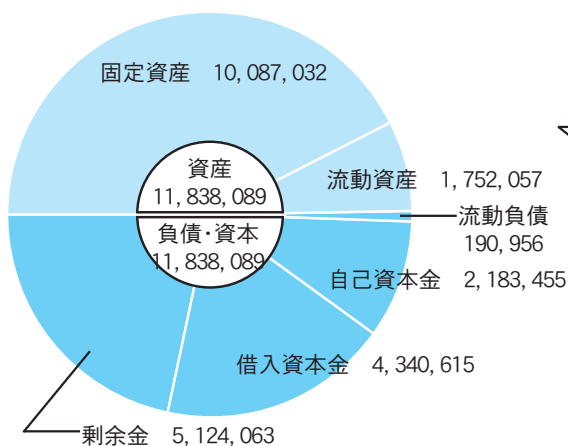 固定資産 10,087,032
資産
11,838,089
流動資産 1,752,057
負債・資本
11,838,089
流動負債
190,956
自己資本金 2,183,455
借入資本金 4,340,615
剰余金 5,124,063